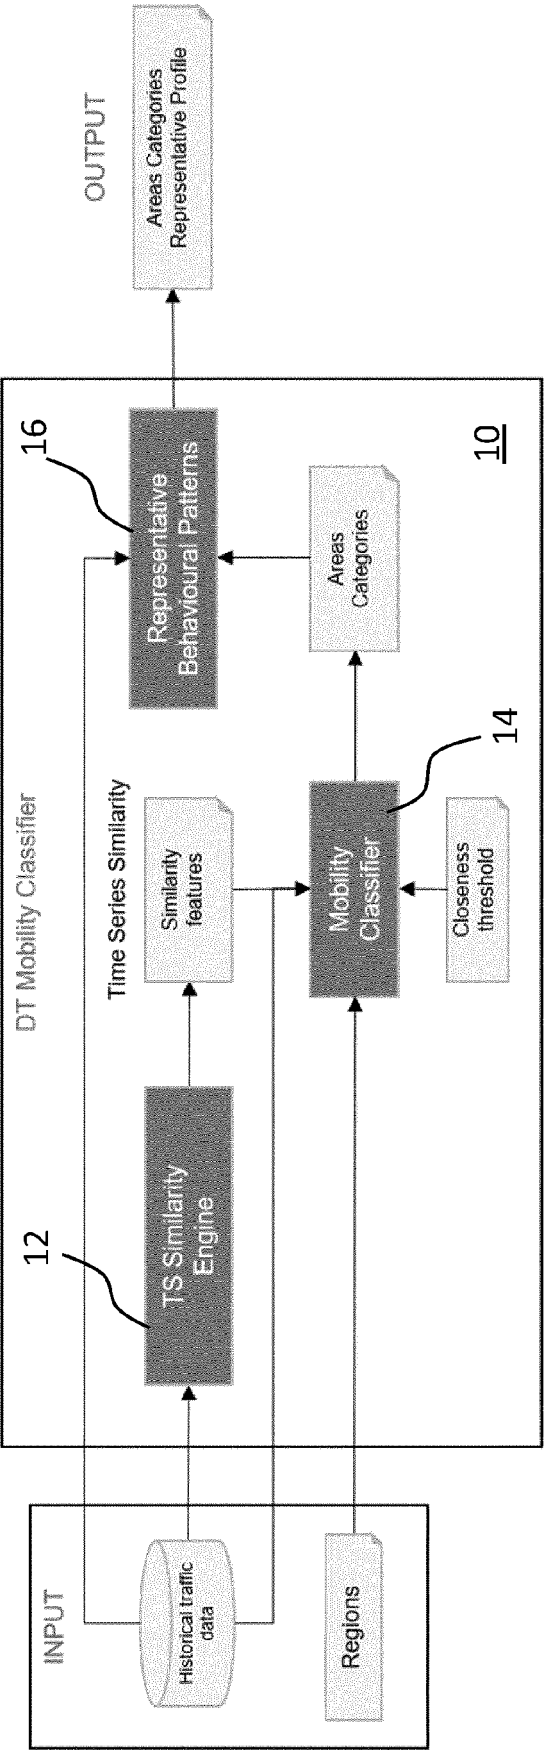 INPUT
Historical traffic
data
Regions
DT Mobility Classifier
12
TS Similarity
Engine
Time Series Similarity
Similarity
features
Mobility
Classifier
14
Closeness
threshold
16
Representative
Behavioural Patterns
Areas
Categories
10
OUTPUT
Areas Categories
Representative Profile